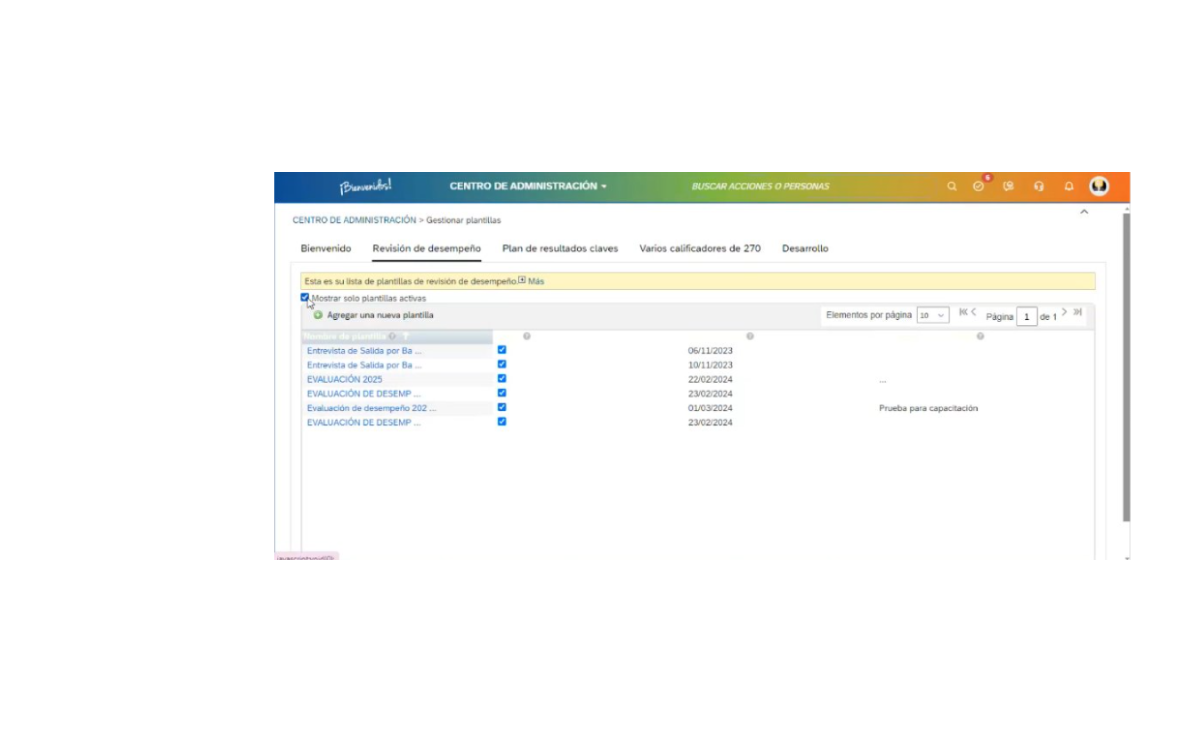 ¡Bienvenidos!
CENTRO DE ADMINISTRACIÓN
BUSCAR ACCIONES O PERSONAS
6
CENTRO DE ADMINISTRACIÓN > Gestionar plantillas
Bienvenido Revisión de desempeño Plan de resultados claves Varios calificadores de 270 Desarrollo
Esta es su lista de plantillas de revisión de desempeño. Más
Mostrar solo plantillas activas
Agregar una nueva plantilla
Elementos por página 10 Página 1 de 1
Nombre de plantilla
Entrevista de Salida por Ba ... 06/11/2023
Entrevista de Salida por Ba ... 10/11/2023
EVALUACIÓN 2025 22/02/2024 ...
EVALUACIÓN DE DESEMP ... 23/02/2024
Evaluación de desempeño 202 ... 01/03/2024 Prueba para capacitación
EVALUACIÓN DE DESEMP ... 23/02/2024